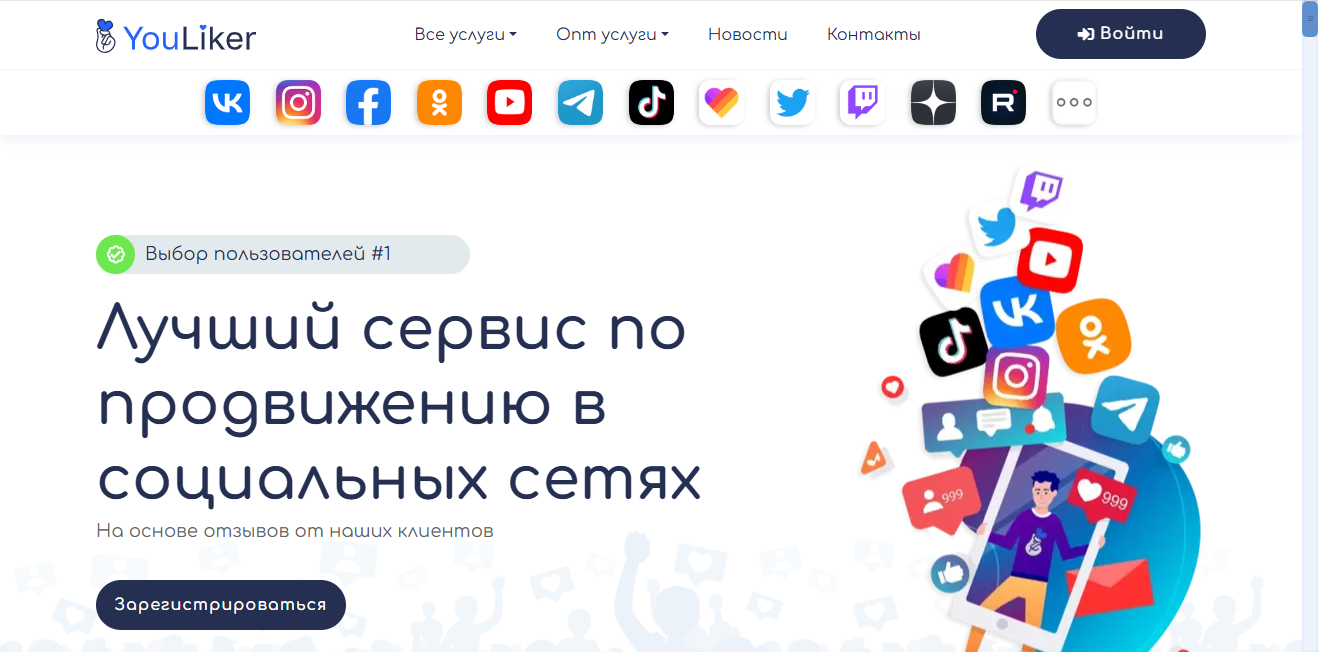 YouLiker
Все услуги
Опт услуги
Новости
Контакты
Войти
Выбор пользователей #1
Лучший сервис по
продвижению в
социальных сетях
На основе отзывов от наших клиентов
Зарегистрироваться
999
999